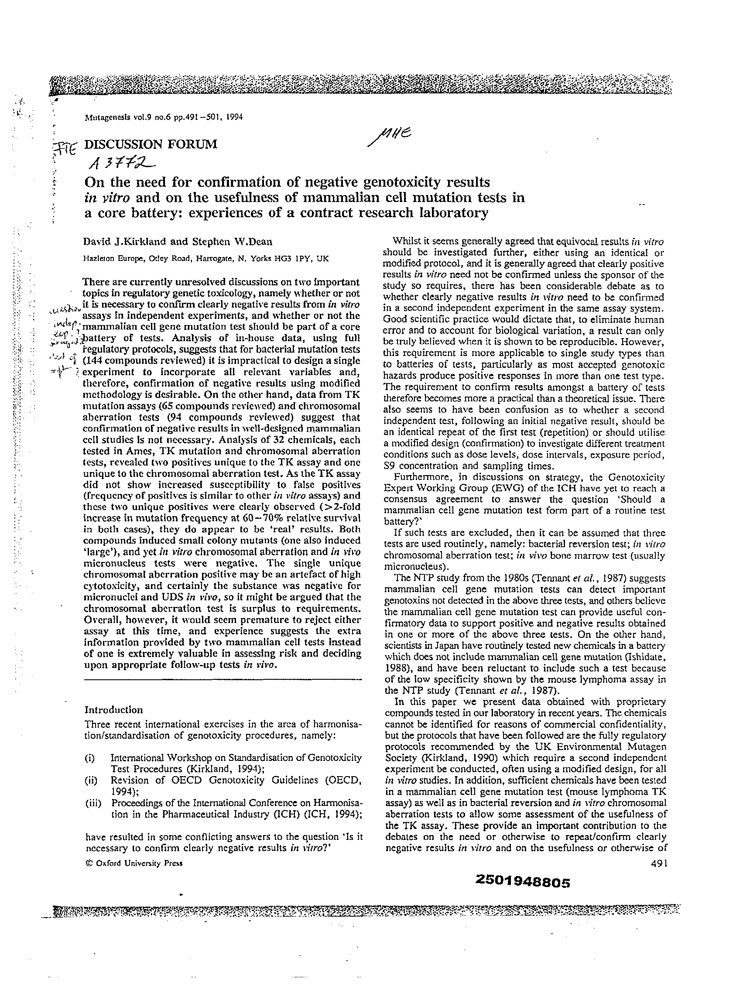 Mutagenesis vol.9 no.6 pp.491–501, 1994
MHE
DISCUSSION FORUM
A 3772
On the need for confirmation of negative genotoxicity results
in vitro and on the usefulness of mammalian cell mutation tests in
a core battery: experiences of a contract research laboratory
David J.Kirkland and Stephen W.Dean
Hazleton Europe, Otley Road, Harrogate, N. Yorks HG3 1PY, UK
There are currently unresolved discussions on two important
topics in regulatory genetic toxicology, namely whether or not
it is necessary to confirm clearly negative results from in vitro
assays in independent experiments, and whether or not the
mammalian cell gene mutation test should be part of a core
battery of tests. Analysis of in-house data, using full
regulatory protocols, suggests that for bacterial mutation tests
(144 compounds reviewed) it is impractical to design a single
experiment to incorporate all relevant variables and,
therefore, confirmation of negative results using modified
methodology is desirable. On the other hand, data from TK
mutation assays (65 compounds reviewed) and chromosomal
aberration tests (94 compounds reviewed) suggest that
confirmation of negative results in well-designed mammalian
cell studies is not necessary. Analysis of 32 chemicals, each
tested in Ames, TK mutation and chromosomal aberration
tests, revealed two positives unique to the TK assay and one
unique to the chromosomal aberration test. As the TK assay
did not show increased susceptibility to false positives
(frequency of positives is similar to other in vitro assays) and
these two unique positives were clearly observed (>2-fold
increase in mutation frequency at 60–70% relative survival
in both cases), they do appear to be 'real' results. Both
compounds induced small colony mutants (one also induced
'large'), and yet in vitro chromosomal aberration and in vivo
micronucleus tests were negative. The single unique
chromosomal aberration positive may be an artefact of high
cytotoxicity, and certainly the substance was negative for
micronuclei and UDS in vivo, so it might be argued that the
chromosomal aberration test is surplus to requirements.
Overall, however, it would seem premature to reject either
assay at this time, and experience suggests the extra
information provided by two mammalian cell tests instead
of one is extremely valuable in assessing risk and deciding
upon appropriate follow-up tests in vivo.
Introduction
Three recent international exercises in the area of harmonisa-
tion/standardisation of genotoxicity procedures, namely:
(i) International Workshop on Standardisation of Genotoxicity
Test Procedures (Kirkland, 1994);
(ii) Revision of OECD Genotoxicity Guidelines (OECD,
1994);
(iii) Proceedings of the International Conference on Harmonisa-
tion in the Pharmaceutical Industry (ICH) (ICH, 1994);
have resulted in some conflicting answers to the question 'Is it
necessary to confirm clearly negative results in vitro?'
© Oxford University Press
Whilst it seems generally agreed that equivocal results in vitro
should be investigated further, either using an identical or
modified protocol, and it is generally agreed that clearly positive
results in vitro need not be confirmed unless the sponsor of the
study so requires, there has been considerable debate as to
whether clearly negative results in vitro need to be confirmed
in a second independent experiment in the same assay system.
Good scientific practice would dictate that, to eliminate human
error and to account for biological variation, a result can only
be truly believed when it is shown to be reproducible. However,
this requirement is more applicable to single study types than
to batteries of tests, particularly as most accepted genotoxic
hazards produce positive responses in more than one test type.
The requirement to confirm results amongst a battery of tests
therefore becomes more a practical than a theoretical issue. There
also seems to have been confusion as to whether a second
independent test, following an initial negative result, should be
an identical repeat of the first test (repetition) or should utilise
a modified design (confirmation) to investigate different treatment
conditions such as dose levels, dose intervals, exposure period,
S9 concentration and sampling times.
Furthermore, in discussions on strategy, the Genotoxicity
Expert Working Group (EWG) of the ICH have yet to reach a
consensus agreement to answer the question 'Should a
mammalian cell gene mutation test form part of a routine test
battery?'
If such tests are excluded, then it can be assumed that three
tests are used routinely, namely: bacterial reversion test; in vitro
chromosomal aberration test; in vivo bone marrow test (usually
micronucleus).
The NTP study from the 1980s (Tennant et al., 1987) suggests
mammalian cell gene mutation tests can detect important
genotoxins not detected in the above three tests, and others believe
the mammalian cell gene mutation test can provide useful con-
firmatory data to support positive and negative results obtained
in one or more of the above three tests. On the other hand,
scientists in Japan have routinely tested new chemicals in a battery
which does not include mammalian cell gene mutation (Ishidate,
1988), and have been reluctant to include such a test because
of the low specificity shown by the mouse lymphoma assay in
the NTP study (Tennant et al., 1987).
In this paper we present data obtained with proprietary
compounds tested in our laboratory in recent years. The chemicals
cannot be identified for reasons of commercial confidentiality,
but the protocols that have been followed are the fully regulatory
protocols recommended by the UK Environmental Mutagen
Society (Kirkland, 1990) which require a second independent
experiment be conducted, often using a modified design, for all
in vitro studies. In addition, sufficient chemicals have been tested
in a mammalian cell gene mutation test (mouse lymphoma TK
assay) as well as in bacterial reversion and in vitro chromosomal
aberration tests to allow some assessment of the usefulness of
the TK assay. These provide an important contribution to the
debates on the need or otherwise to repeat/confirm clearly
negative results in vitro and on the usefulness or otherwise of
491
2501948805